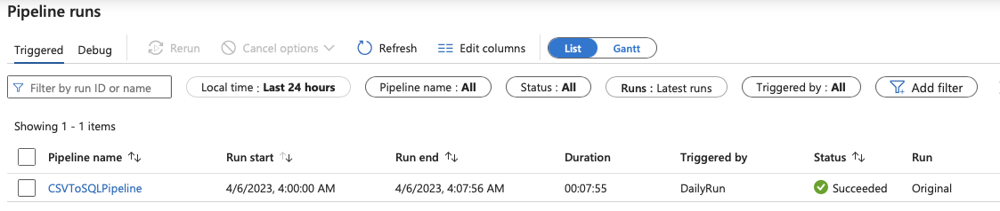 Pipeline runs
Triggered Debug Rerun Cancel options Refresh Edit columns List Gantt
Filter by run ID or name Local time : Last 24 hours Pipeline name : All Status : All Runs : Latest runs Triggered by : All Add filter
Showing 1 - 1 items
Pipeline name Run start Run end Duration Triggered by Status Run
CSVToSQLPipeline 4/6/2023, 4:00:00 AM 4/6/2023, 4:07:56 AM 00:07:55 DailyRun Succeeded Original